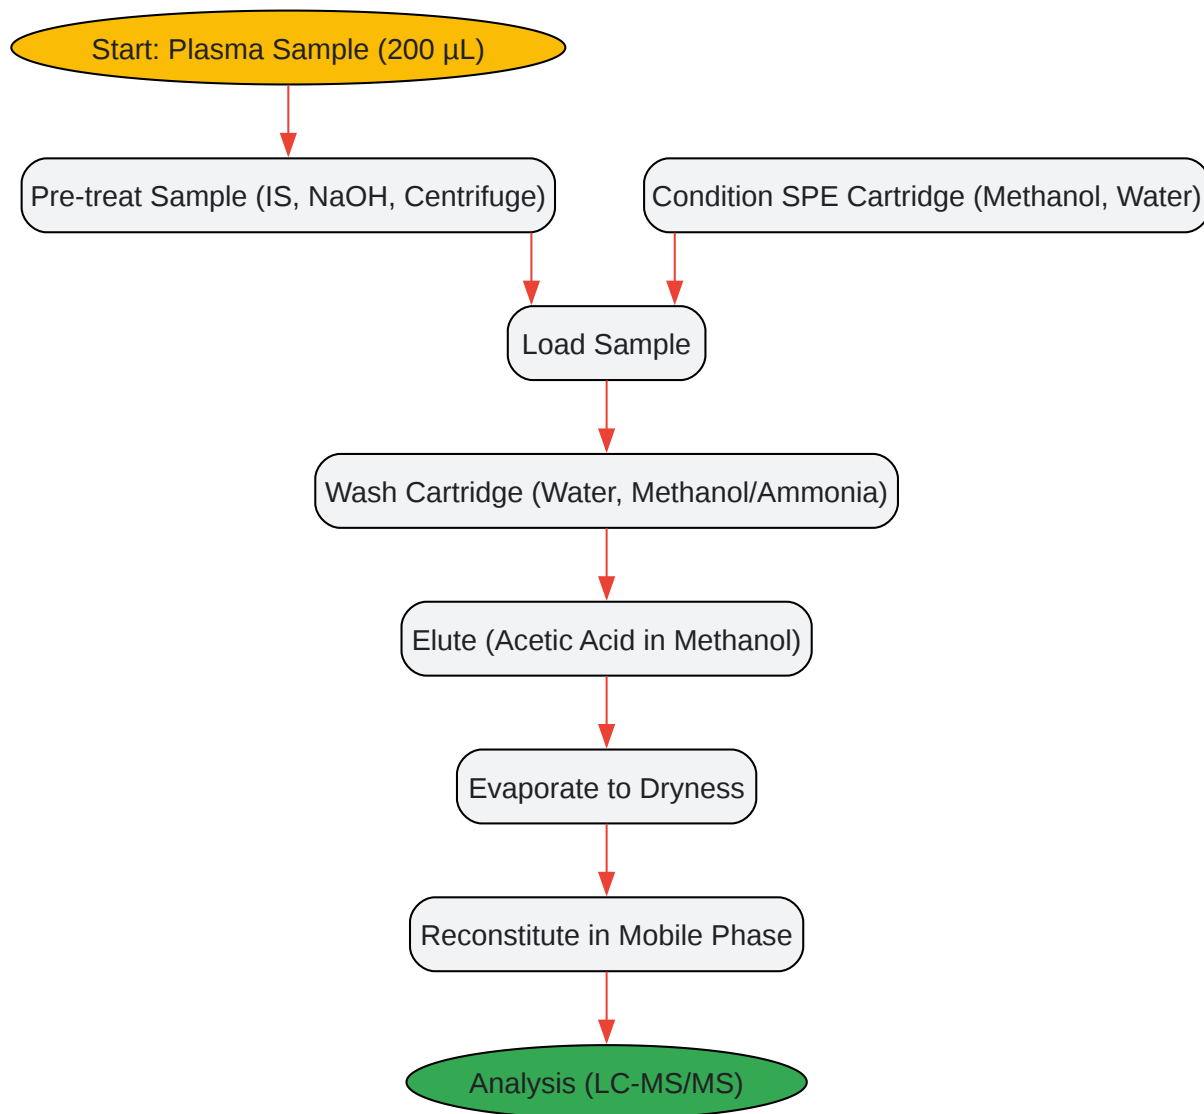 Start: Plasma Sample (200 µL)
Pre-treat Sample (IS, NaOH, Centrifuge)
Condition SPE Cartridge (Methanol, Water)
Load Sample
Wash Cartridge (Water, Methanol/Ammonia)
Elute (Acetic Acid in Methanol)
Evaporate to Dryness
Reconstitute in Mobile Phase
Analysis (LC-MS/MS)